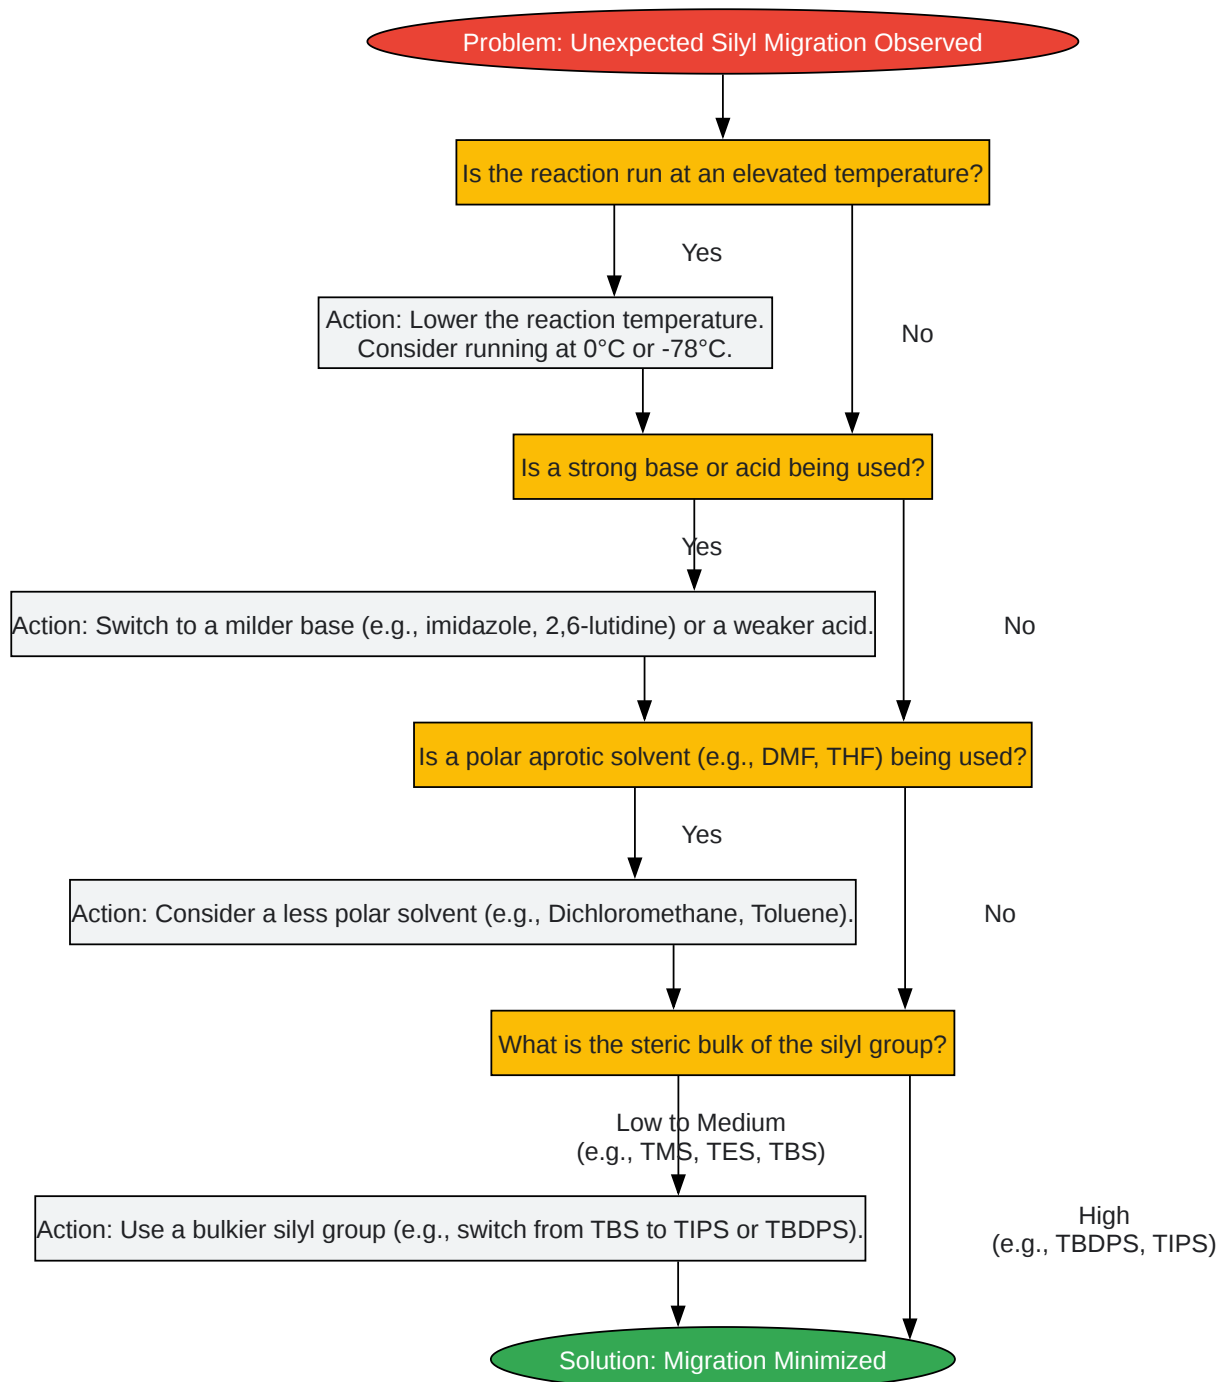 Problem: Unexpected Silyl Migration Observed
Is the reaction run at an elevated temperature?
Yes
Action: Lower the reaction temperature.
Consider running at 0°C or -78°C.
No
Is a strong base or acid being used?
Yes
Action: Switch to a milder base (e.g., imidazole, 2,6-lutidine) or a weaker acid.
No
Is a polar aprotic solvent (e.g., DMF, THF) being used?
Yes
Action: Consider a less polar solvent (e.g., Dichloromethane, Toluene).
No
What is the steric bulk of the silyl group?
Low to Medium
(e.g., TMS, TES, TBS)
Action: Use a bulkier silyl group (e.g., switch from TBS to TIPS or TBDPS).
High
(e.g., TBDPS, TIPS)
Solution: Migration Minimized